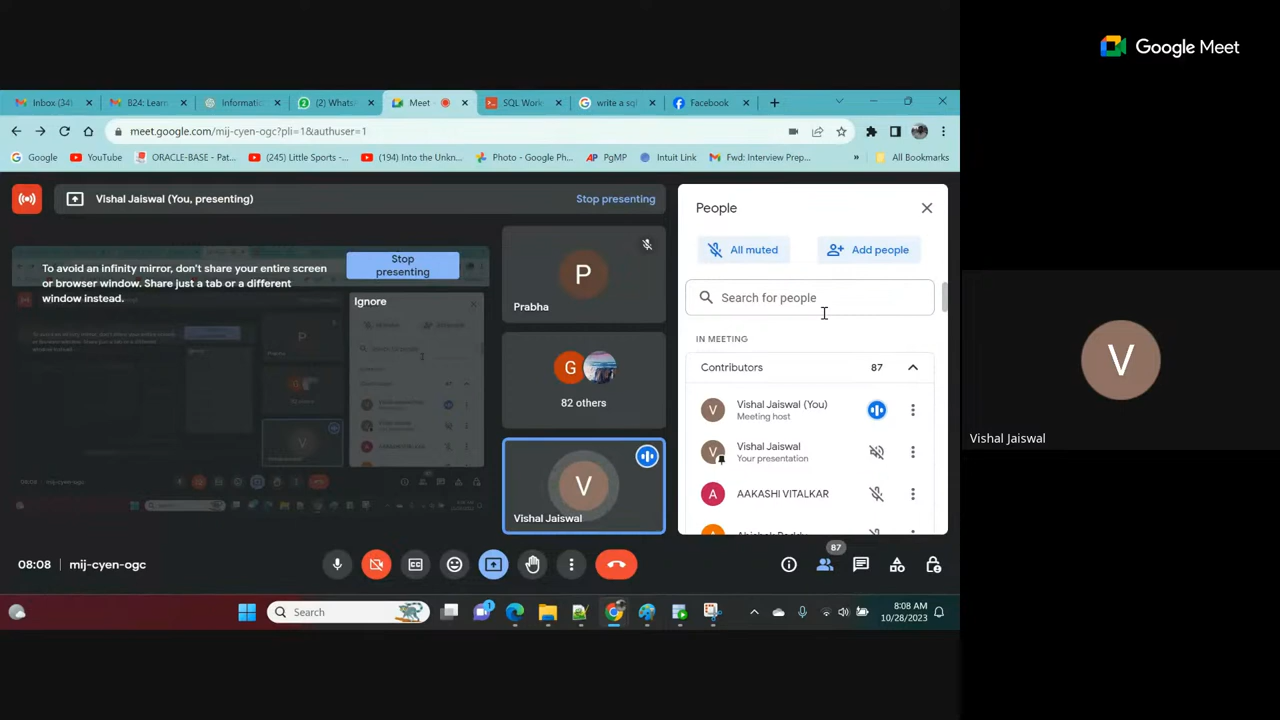 Google Meet
Inbox (34)
B24: Learn
Informatic
(2) Whats
Meet -
SQL Work
write a sql
Facebook
meet.google.com/mij-cyen-ogc?pli=1&authuser=1
Google
YouTube
ORACLE-BASE - Pat...
(245) Little Sports -...
(194) Into the Unkn...
Photo - Google Ph...
PgMP
Intuit Link
Fwd: Interview Prep...
»
All Bookmarks
Vishal Jaiswal (You, presenting)
Stop presenting
To avoid an infinity mirror, don't share your entire screen
or browser window. Share just a tab or a different
window instead.
Stop
presenting
Ignore
P
Prabha
G
82 others
V
Vishal Jaiswal
People
All muted
Add people
Search for people
IN MEETING
Contributors
87
V
Vishal Jaiswal (You)
Meeting host
V
Vishal Jaiswal
Your presentation
A
AAKASHI VITALKAR
Abhishek Reddy
V
Vishal Jaiswal
08:08
mij-cyen-ogc
87
Search
8:08 AM
10/28/2023